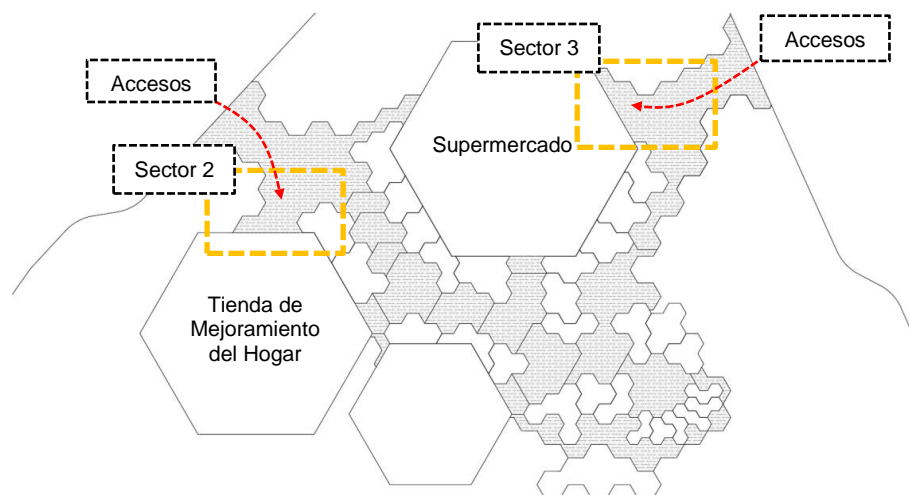 Sector 3
Accesos
Accesos
Supermercado
Sector 2
Tienda de
Mejoramiento
del Hogar